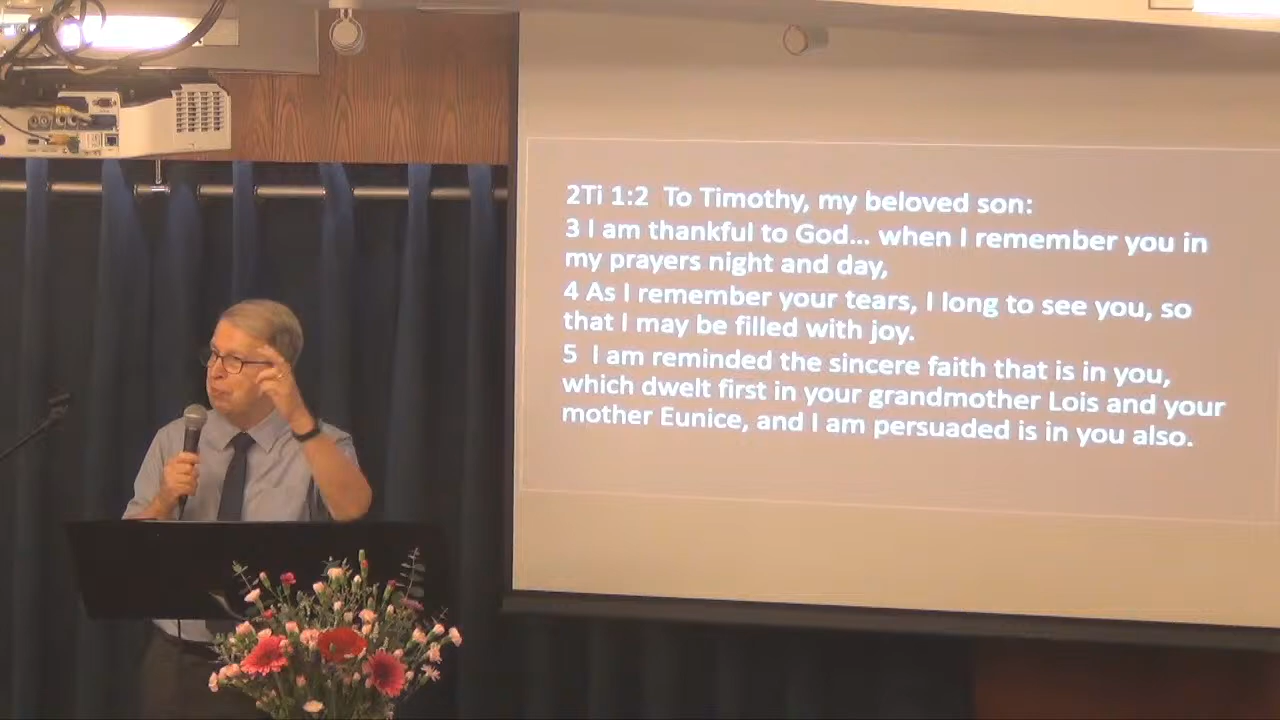 2Ti 1:2  To Timothy, my beloved son:
3 I am thankful to God... when I remember you in
my prayers night and day,
4 As I remember your tears, I long to see you, so
that I may be filled with joy.
5  I am reminded the sincere faith that is in you,
which dwelt first in your grandmother Lois and your
mother Eunice, and I am persuaded is in you also.